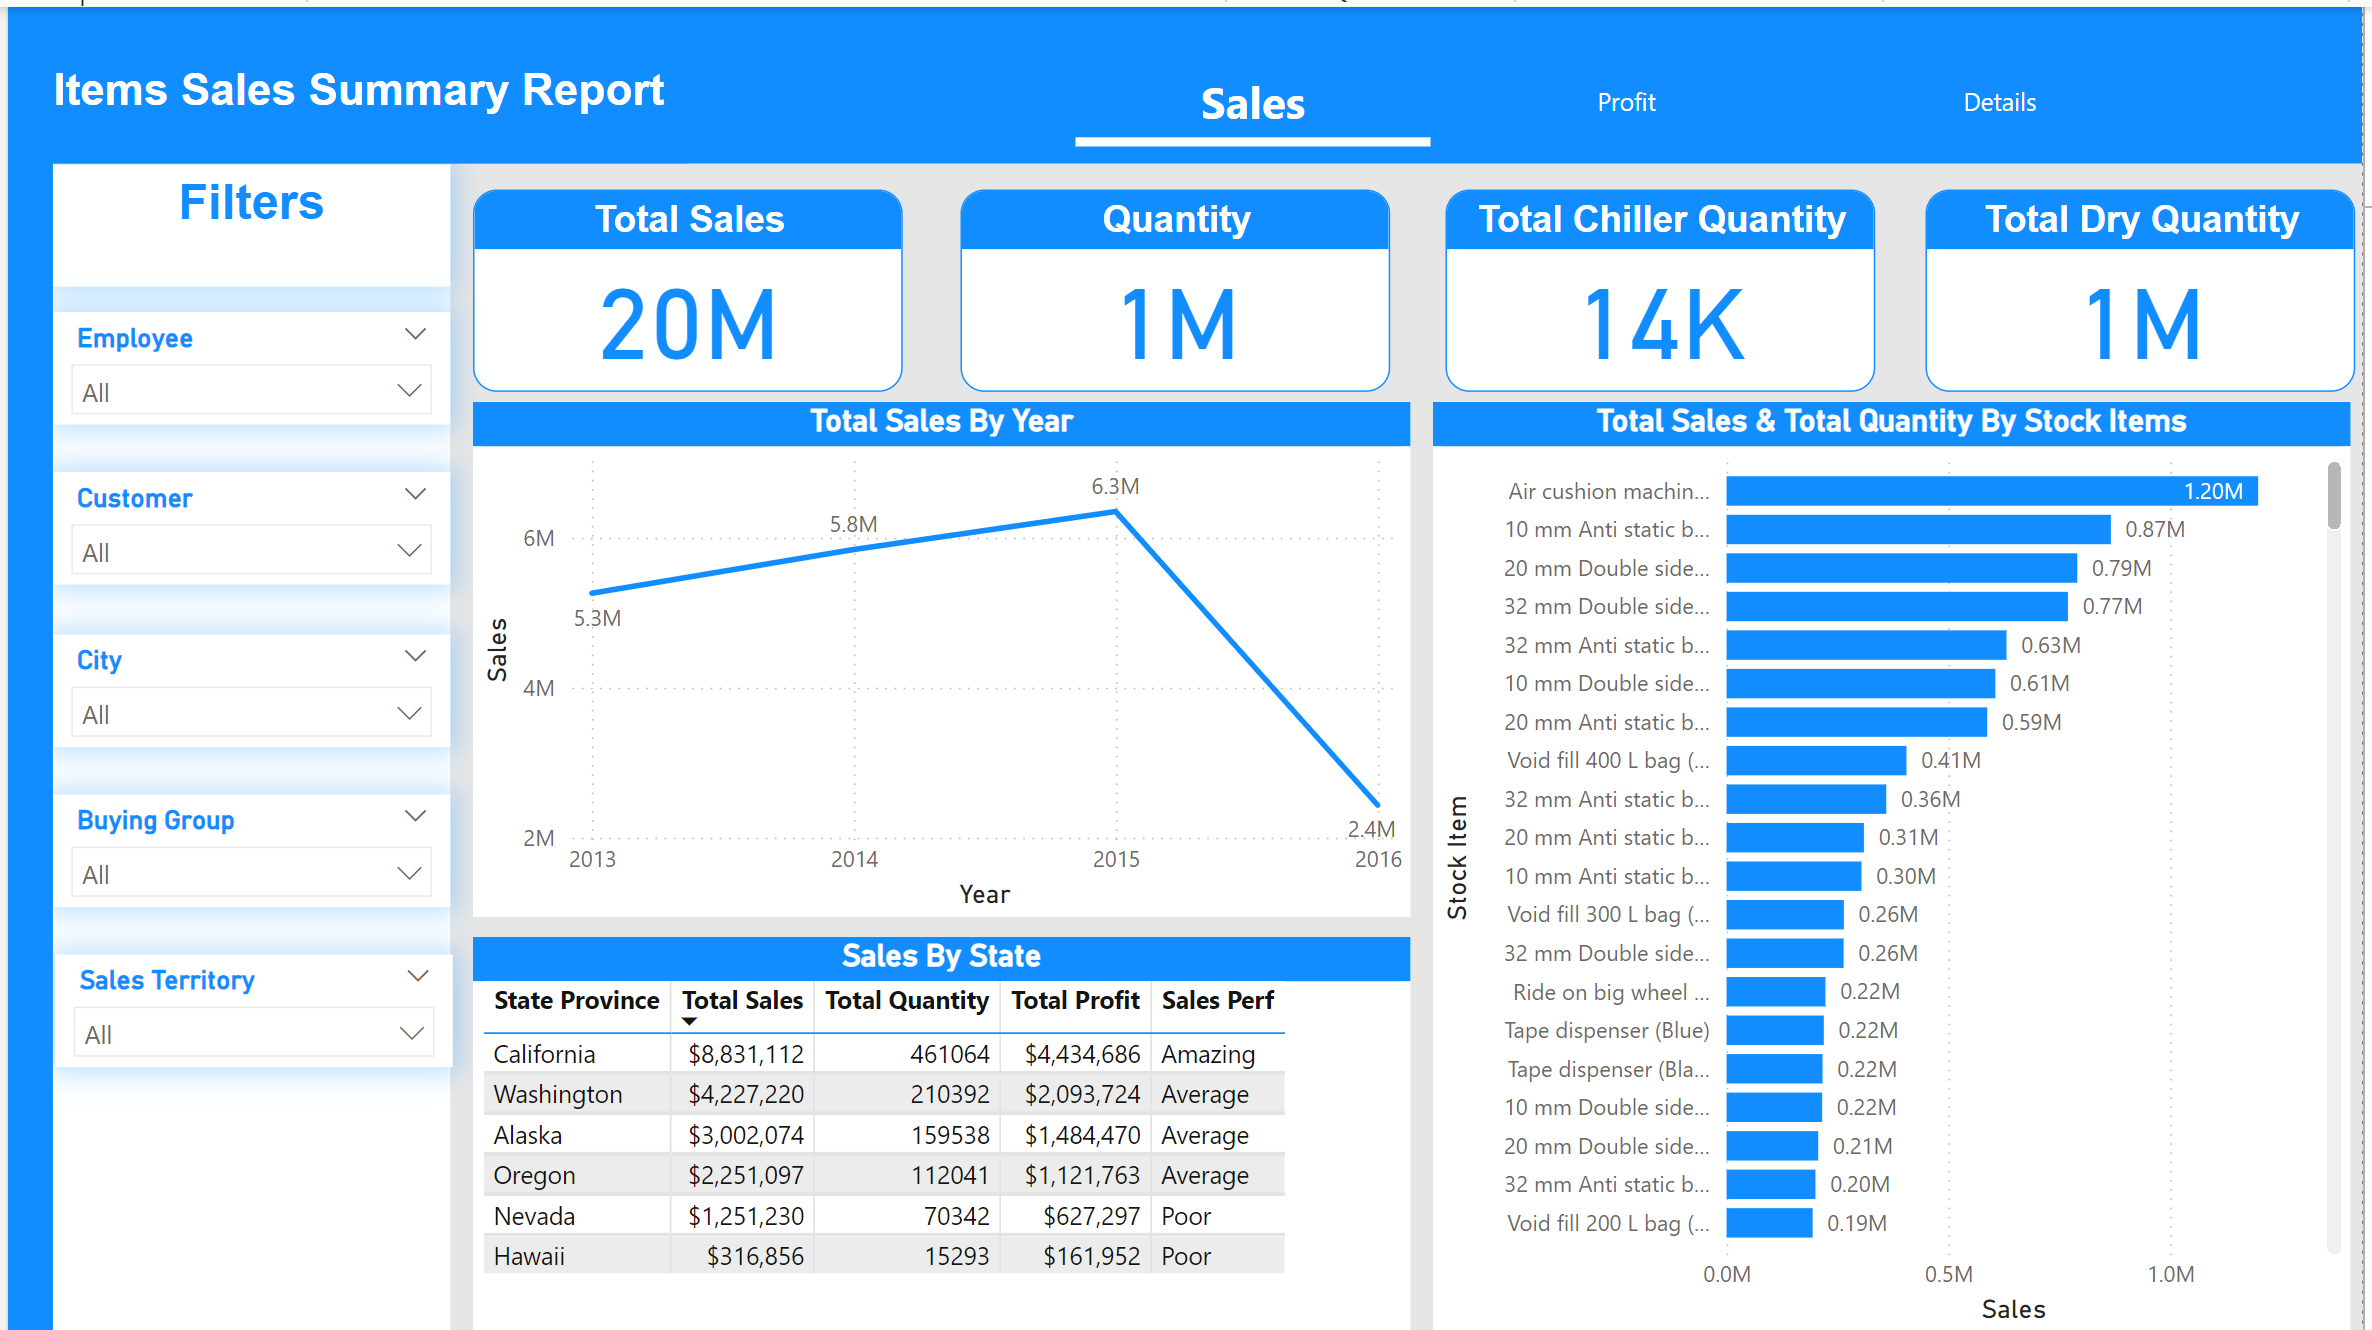 Items Sales Summary Report
Sales
Profit
Details
Filters
Employee
All
Customer
All
City
All
Buying Group
All
Sales Territory
All
Total Sales
20M
Quantity
1M
Total Chiller Quantity
14K
Total Dry Quantity
1M
Total Sales By Year
Sales
6M
4M
2M
5.3M
5.8M
6.3M
2.4M
2013 2014 2015 2016
Year
Sales By State
State Province Total Sales Total Quantity Total Profit Sales Perf
California $8,831,112 461064 $4,434,686 Amazing
Washington $4,227,220 210392 $2,093,724 Average
Alaska $3,002,074 159538 $1,484,470 Average
Oregon $2,251,097 112041 $1,121,763 Average
Nevada $1,251,230 70342 $627,297 Poor
Hawaii $316,856 15293 $161,952 Poor
Total Sales & Total Quantity By Stock Items
Stock Item
Air cushion machin... 1.20M
10 mm Anti static b... 0.87M
20 mm Double side... 0.79M
32 mm Double side... 0.77M
32 mm Anti static b... 0.63M
10 mm Double side... 0.61M
20 mm Anti static b... 0.59M
Void fill 400 L bag (... 0.41M
32 mm Anti static b... 0.36M
20 mm Anti static b... 0.31M
10 mm Anti static b... 0.30M
Void fill 300 L bag (... 0.26M
32 mm Double side... 0.26M
Ride on big wheel ... 0.22M
Tape dispenser (Blue) 0.22M
Tape dispenser (Bla... 0.22M
10 mm Double side... 0.22M
20 mm Double side... 0.21M
32 mm Anti static b... 0.20M
Void fill 200 L bag (... 0.19M
0.0M 0.5M 1.0M
Sales